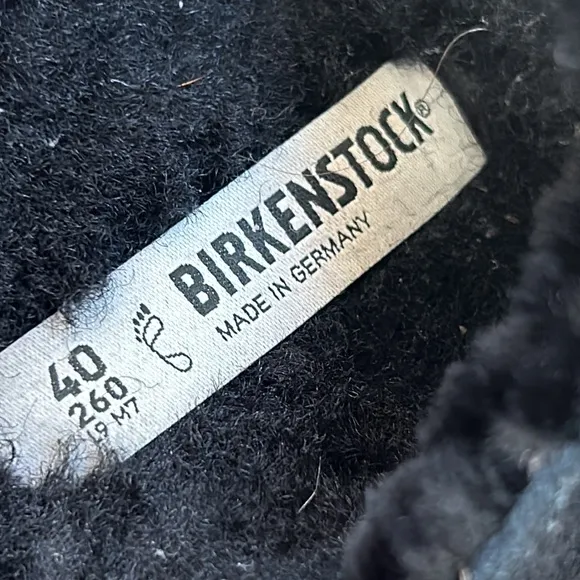 BIRKENSTOCK®
MADE IN GERMANY
40
260
L9 M7